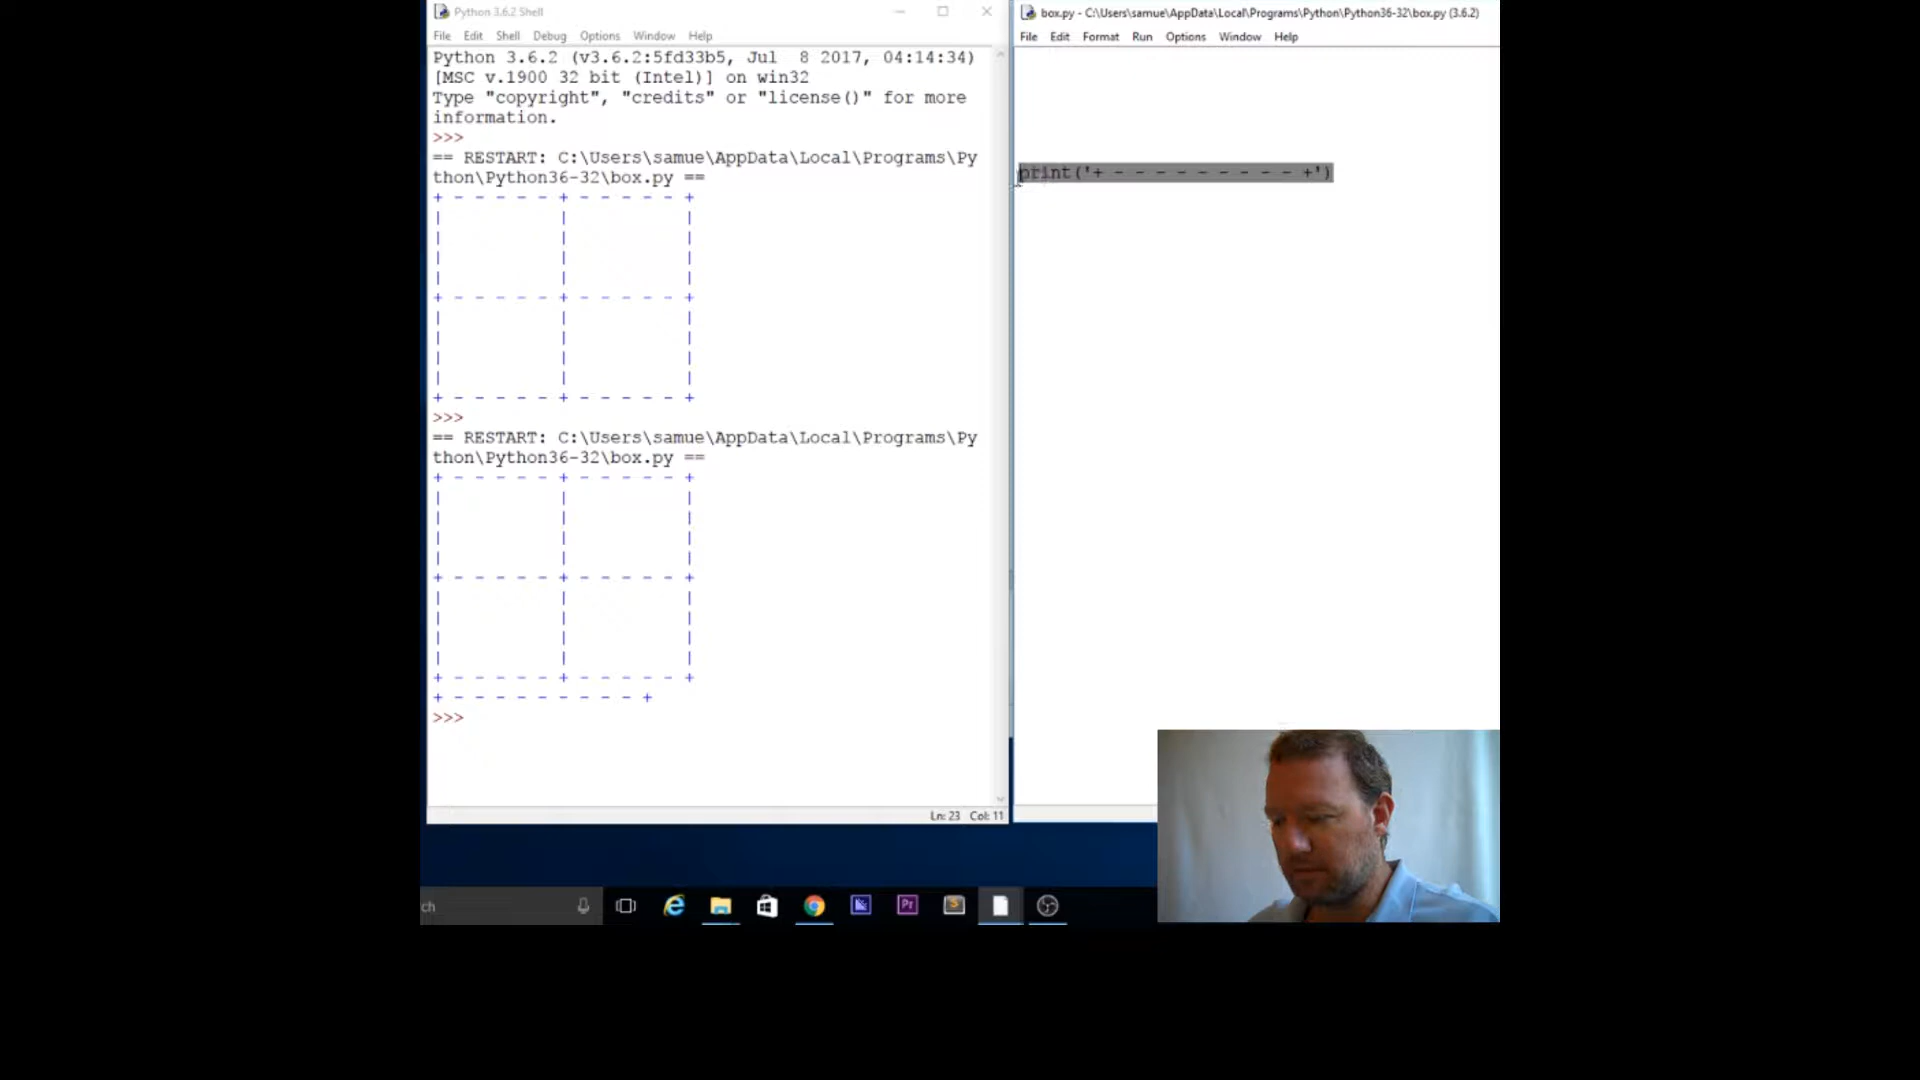 Python 3.6.2 Shell
File Edit Shell Debug Options Window Help
Python 3.6.2 (v3.6.2:5fd33b5, Jul  8 2017, 04:14:34)
[MSC v.1900 32 bit (Intel)] on win32
Type "copyright", "credits" or "license()" for more
information.
>>>
== RESTART: C:\Users\samue\AppData\Local\Programs\Py
thon\Python36-32\box.py ==
+ - - - - - + - - - - - +
|           |           |
|           |           |
|           |           |
|           |           |
+ - - - - - + - - - - - +
|           |           |
|           |           |
|           |           |
|           |           |
+ - - - - - + - - - - - +
>>>
== RESTART: C:\Users\samue\AppData\Local\Programs\Py
thon\Python36-32\box.py ==
+ - - - - - + - - - - - +
|           |           |
|           |           |
|           |           |
|           |           |
+ - - - - - + - - - - - +
|           |           |
|           |           |
|           |           |
|           |           |
+ - - - - - + - - - - - +
+ - - - - - - - - - +
>>>
Ln: 23 Col: 11
box.py - C:\Users\samue\AppData\Local\Programs\Python\Python36-32\box.py (3.6.2)
File Edit Format Run Options Window Help
print('+ - - - - - - - - - +')
ch
Pr